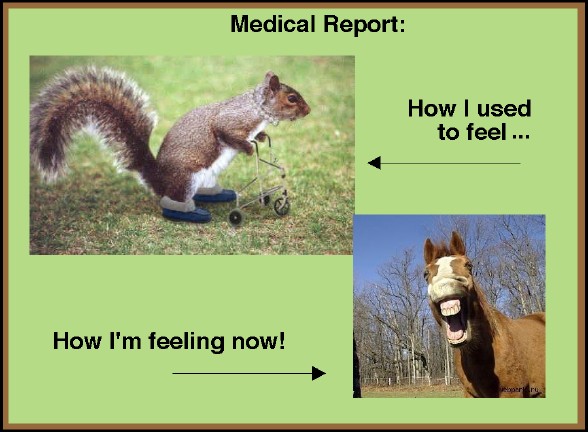 Medical Report:
How I used
to feel ...
How I'm feeling now!